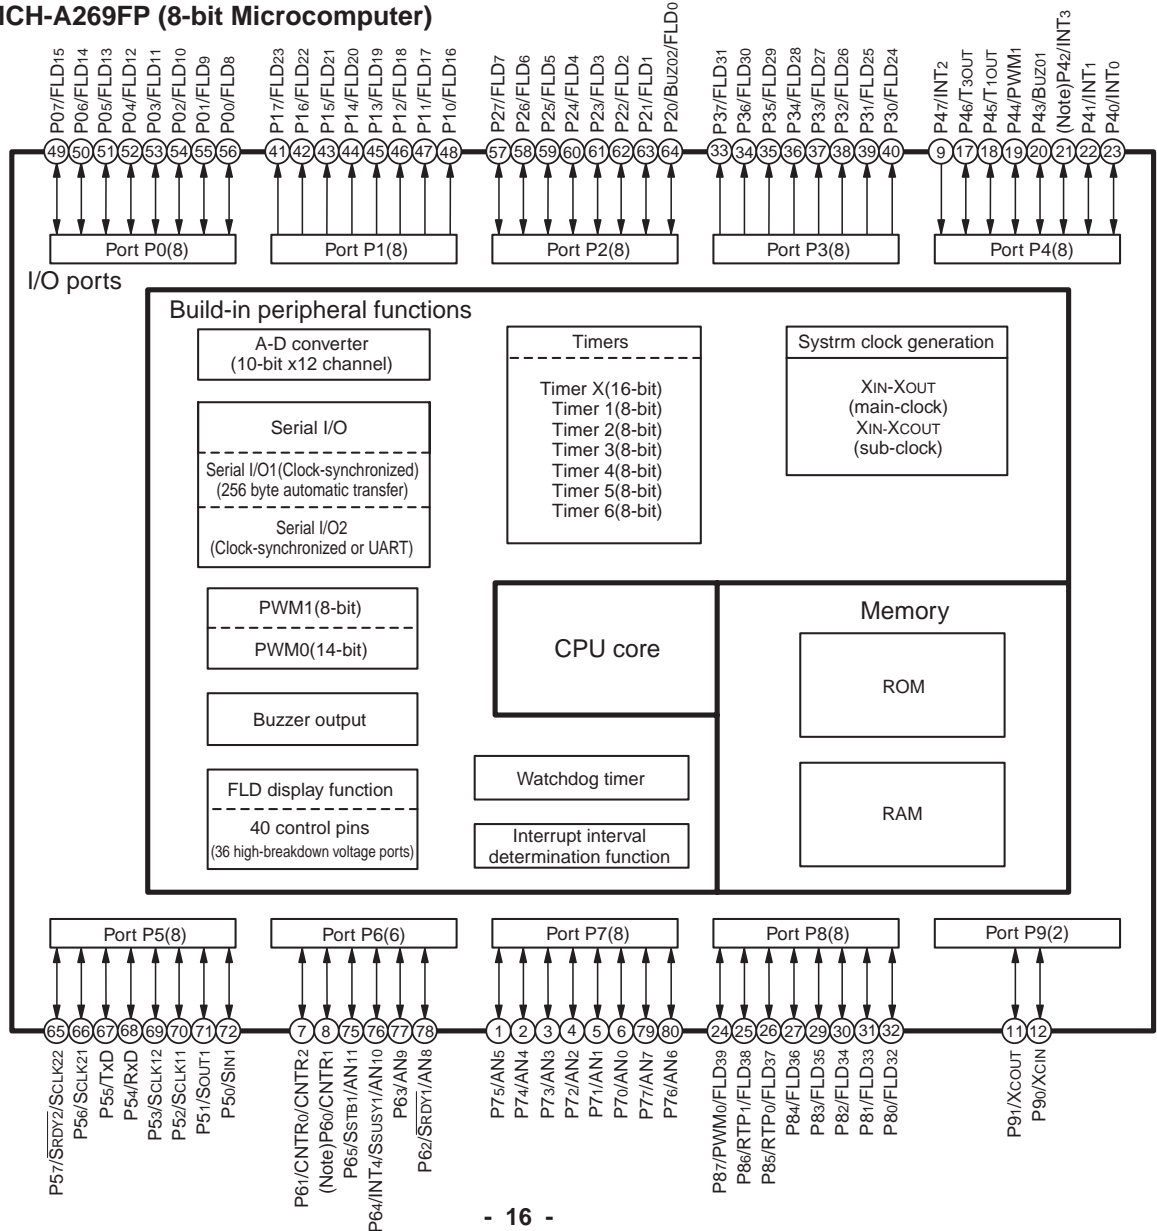 ICH-A269FP (8-bit Microcomputer)
P07/FLD15
P06/FLD14
P05/FLD13
P04/FLD12
P03/FLD11
P02/FLD10
P01/FLD9
P00/FLD8
P17/FLD23
P16/FLD22
P15/FLD21
P14/FLD20
P13/FLD19
P12/FLD18
P11/FLD17
P10/FLD16
P27/FLD7
P26/FLD6
P25/FLD5
P24/FLD4
P23/FLD3
P22/FLD2
P21/FLD1
P20/BUZ02/FLD0
P37/FLD31
P36/FLD30
P35/FLD29
P34/FLD28
P33/FLD27
P32/FLD26
P31/FLD25
P30/FLD24
P47/INT2
P46/T3OUT
P45/T1OUT
P44/PWM1
P43/BUZ01
(Note)P42/INT3
P41/INT1
P40/INT0
49 50 51 52 53 54 55 56 41 42 43 44 45 46 47 48 57 58 59 60 61 62 63 64 33 34 35 36 37 38 39 40 9 17 18 19 20 21 22 23
Port P0(8) Port P1(8) Port P2(8) Port P3(8) Port P4(8)
I/O ports
Build-in peripheral functions
A-D converter
(10-bit x12 channel)
Serial I/O
Serial I/O1(Clock-synchronized)
(256 byte automatic transfer)
Serial I/O2
(Clock-synchronized or UART)
PWM1(8-bit)
PWM0(14-bit)
Buzzer output
FLD display function
40 control pins
(36 high-breakdown voltage ports)
Timers
Timer X(16-bit)
Timer 1(8-bit)
Timer 2(8-bit)
Timer 3(8-bit)
Timer 4(8-bit)
Timer 5(8-bit)
Timer 6(8-bit)
Systrm clock generation
XIN-XOUT
(main-clock)
XIN-XCOUT
(sub-clock)
CPU core
Memory
ROM
RAM
Watchdog timer
Interrupt interval
determination function
Port P5(8) Port P6(6) Port P7(8) Port P8(8) Port P9(2)
65 66 67 68 69 70 71 72 7 8 75 76 77 78 1 2 3 4 5 6 79 80 24 25 26 27 29 30 31 32 11 12
P57/SRDY2/SCLK22
P56/SCLK21
P55/TxD
P54/RxD
P53/SCLK12
P52/SCLK11
P51/SOUT1
P50/SIN1
P61/CNTR0/CNTR2
(Note)P60/CNTR1
P65/SSTB1/AN11
P64/INT4/SSUSY1/AN10
P63/AN9
P62/SRDY1/AN8
P75/AN5
P74/AN4
P73/AN3
P72/AN2
P71/AN1
P70/AN0
P77/AN7
P76/AN6
P87/PWM0/FLD39
P86/RTP1/FLD38
P85/RTP0/FLD37
P84/FLD36
P83/FLD35
P82/FLD34
P81/FLD33
P80/FLD32
P91/XCOUT
P90/XCIN
- 16 -